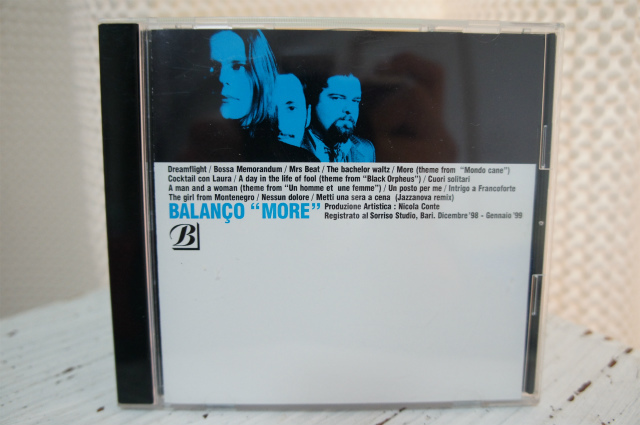 Dreamflight / Bossa Memorandum / Mrs Beat / The bachelor waltz / More (theme from "Mondo cane")
Cocktail con Laura / A day in the life of fool (theme from "Black Orpheus") / Cuori solitari
A man and a woman (theme from "Un homme et une femme") / Un posto per me / Intrigo a Francoforte
The girl from Montenegro / Nessun dolore / Metti una sera a cena (Jazzanova remix)
BALANÇO "MORE" Produzione Artistica : Nicola Conte
Registrato al Sorriso Studio, Bari. Dicembre '98 - Gennaio '99
B